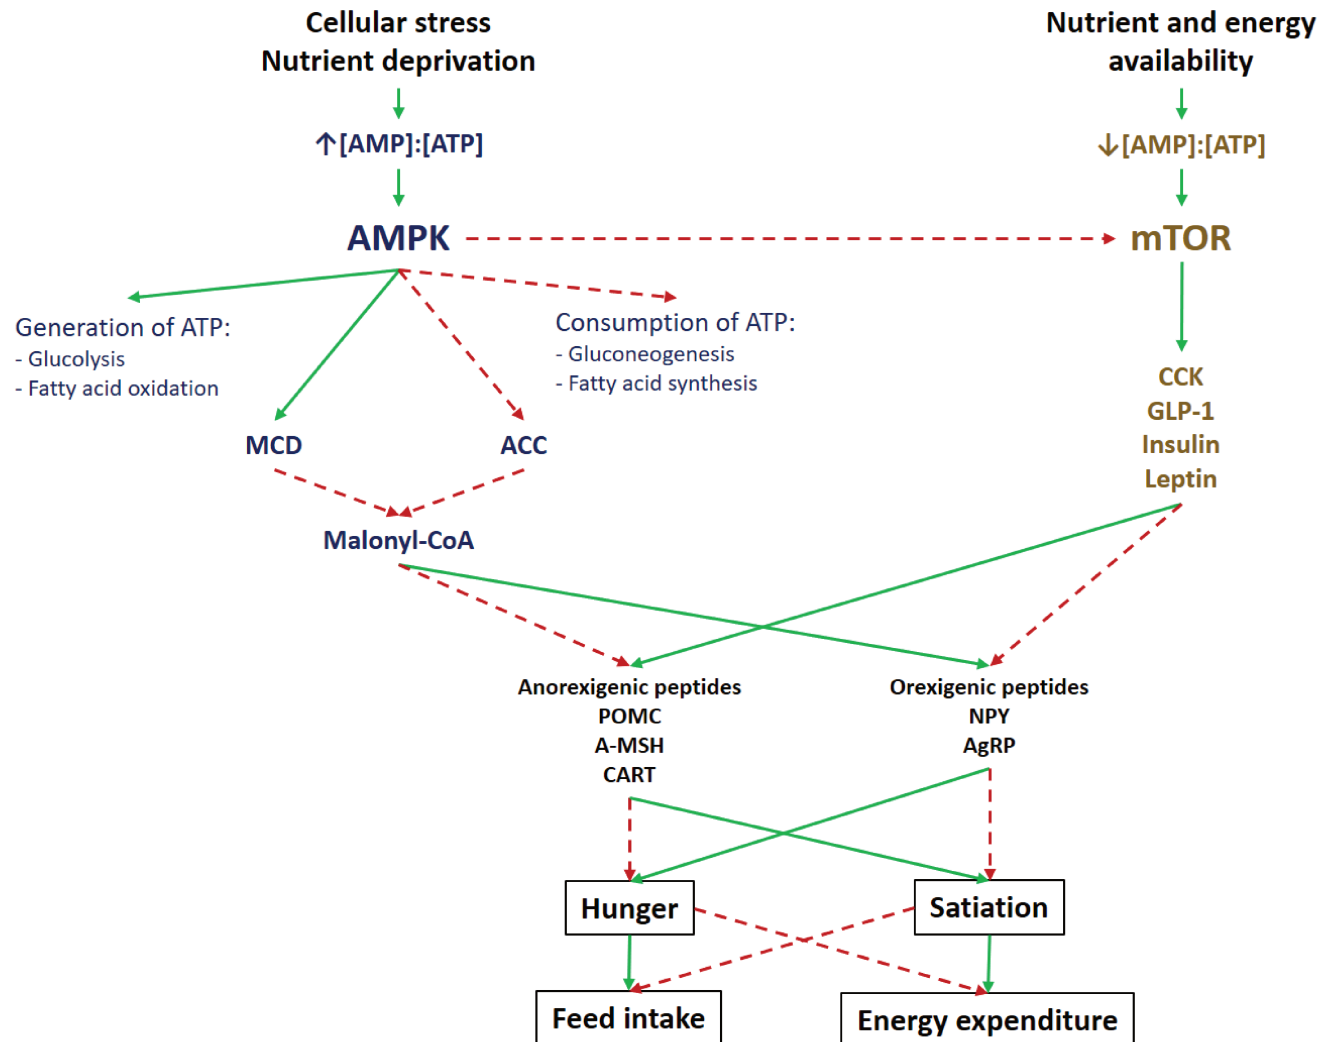 Cellular stress
Nutrient deprivation
Nutrient and energy
availability
↑[AMP]:[ATP]
↓[AMP]:[ATP]
AMPK
mTOR
Generation of ATP:
- Glucolysis
- Fatty acid oxidation
Consumption of ATP:
- Gluconeogenesis
- Fatty acid synthesis
CCK
GLP-1
Insulin
Leptin
MCD
ACC
Malonyl-CoA
Anorexigenic peptides
POMC
A-MSH
CART
Orexigenic peptides
NPY
AgRP
Hunger
Satiation
Feed intake
Energy expenditure